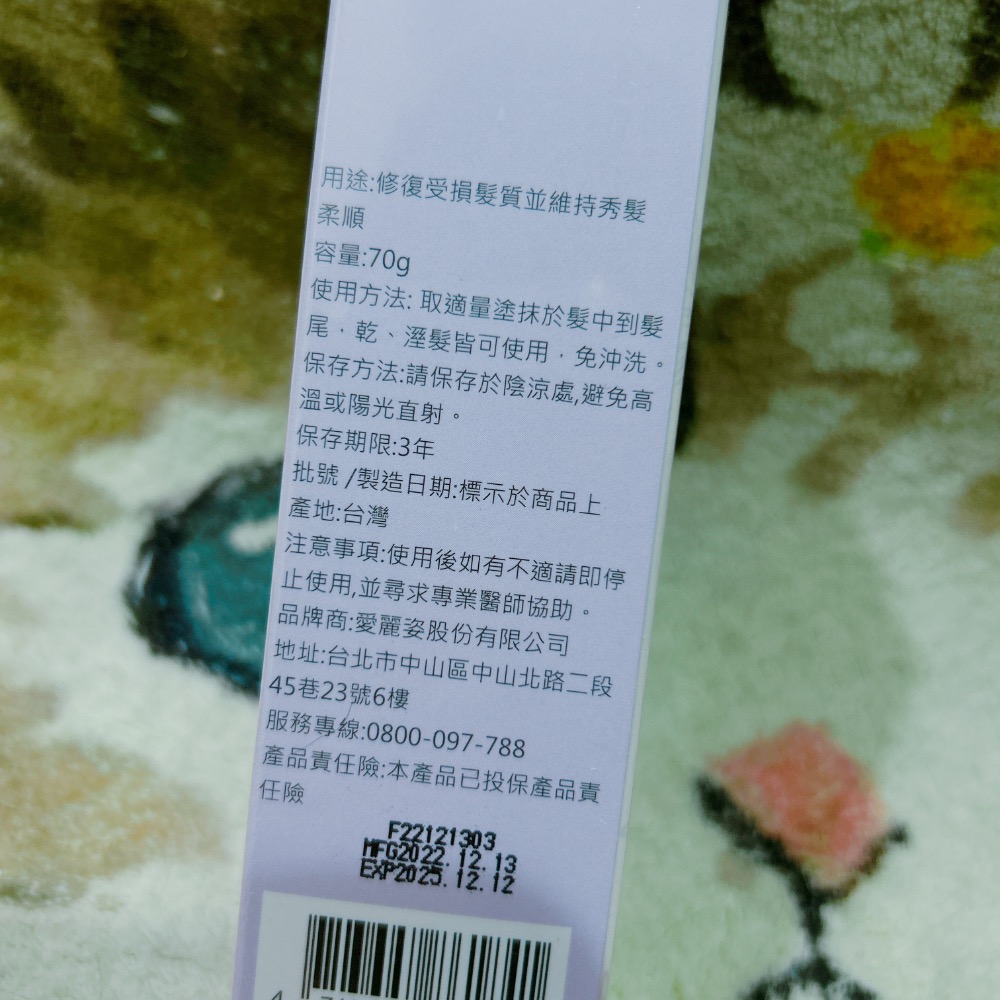 用途:修復受損髮質並維持秀髮
柔順
容量:70g
使用方法: 取適量塗抹於髮中到髮
尾，乾、溼髮皆可使用，免沖洗。
保存方法:請保存於陰涼處,避免高
溫或陽光直射。
保存期限:3年
批號 /製造日期:標示於商品上
產地:台灣
注意事項:使用後如有不適請即停
止使用,並尋求專業醫師協助。
品牌商:愛麗姿股份有限公司
地址:台北市中山區中山北路二段
45巷23號6樓
服務專線:0800-097-788
產品責任險:本產品已投保產品責
任險
F22121303
MFG2022.12.13
EXP2025.12.12